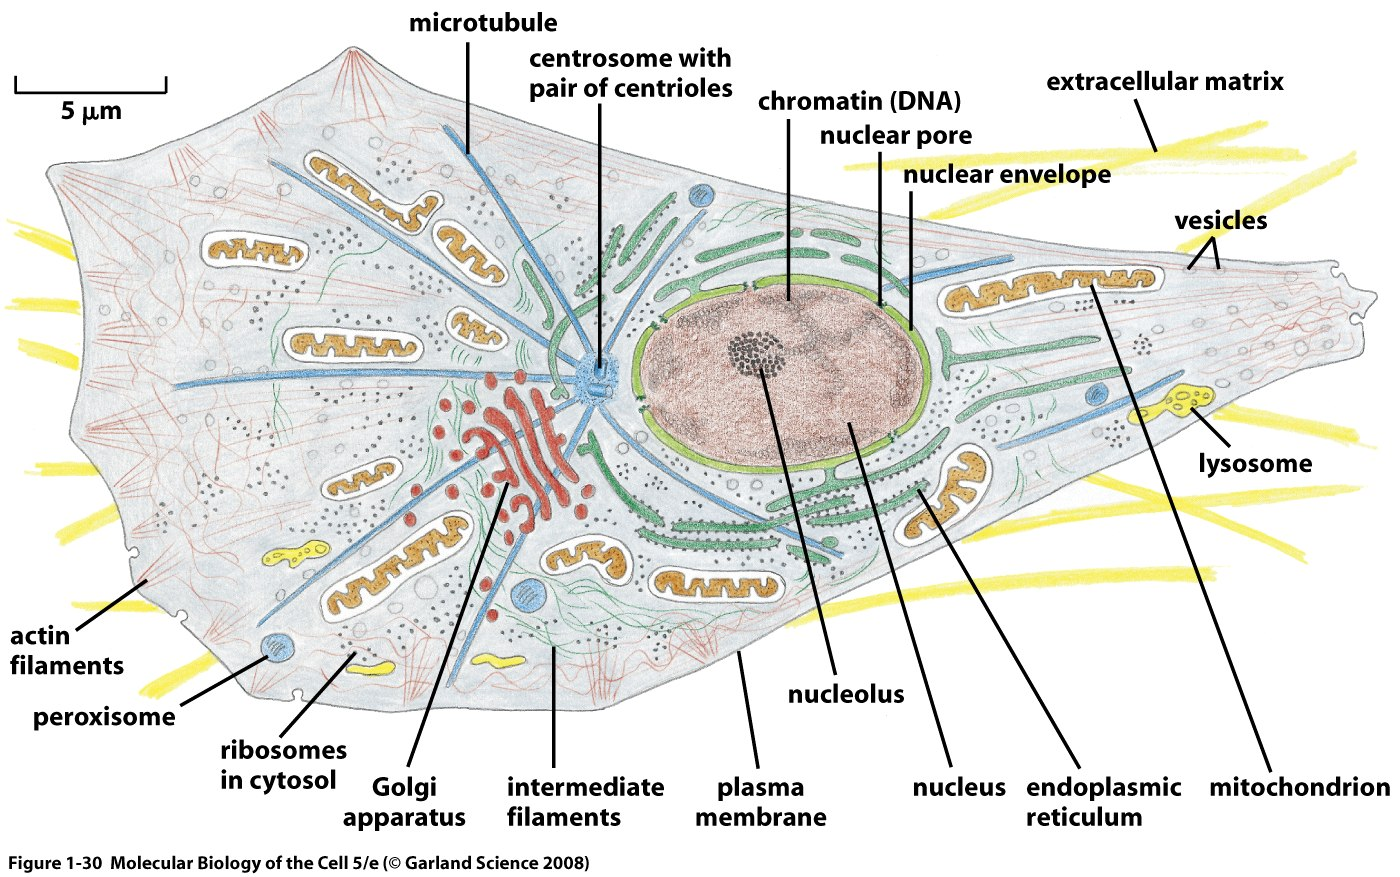 microtubule
centrosome with
pair of centrioles
extracellular matrix
chromatin (DNA)
5 µm
nuclear pore
nuclear envelope
vesicles
lysosome
actin
filaments
nucleolus
peroxisome
ribosomes
in cytosol
Golgi
apparatus
intermediate
filaments
plasma
membrane
nucleus
endoplasmic
reticulum
mitochondrion
Figure 1-30 Molecular Biology of the Cell 5/e (© Garland Science 2008)